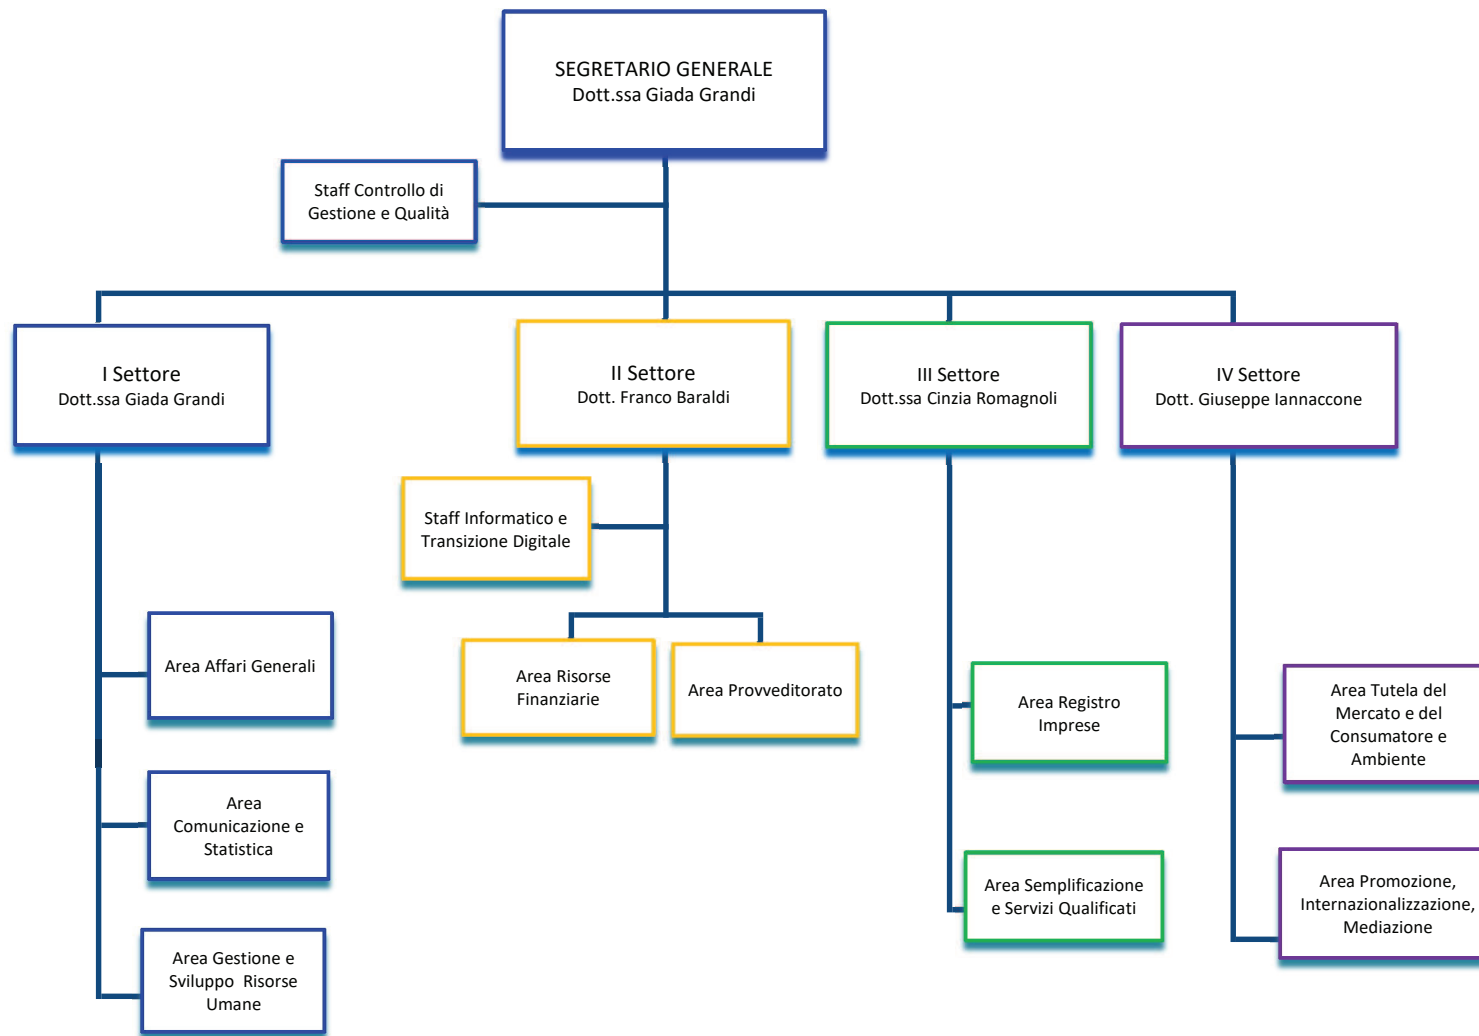 SEGRETARIO GENERALE
Dott.ssa Giada Grandi
Staff Controllo di
Gestione e Qualità
I Settore
Dott.ssa Giada Grandi
II Settore
Dott. Franco Baraldi
III Settore
Dott.ssa Cinzia Romagnoli
IV Settore
Dott. Giuseppe Iannaccone
Staff Informatico e
Transizione Digitale
Area Affari Generali
Area
Comunicazione e
Statistica
Area Gestione e
Sviluppo Risorse
Umane
Area Risorse
Finanziarie
Area Provveditorato
Area Registro
Imprese
Area Semplificazione
e Servizi Qualificati
Area Tutela del
Mercato e del
Consumatore e
Ambiente
Area Promozione,
Internazionalizzazione,
Mediazione